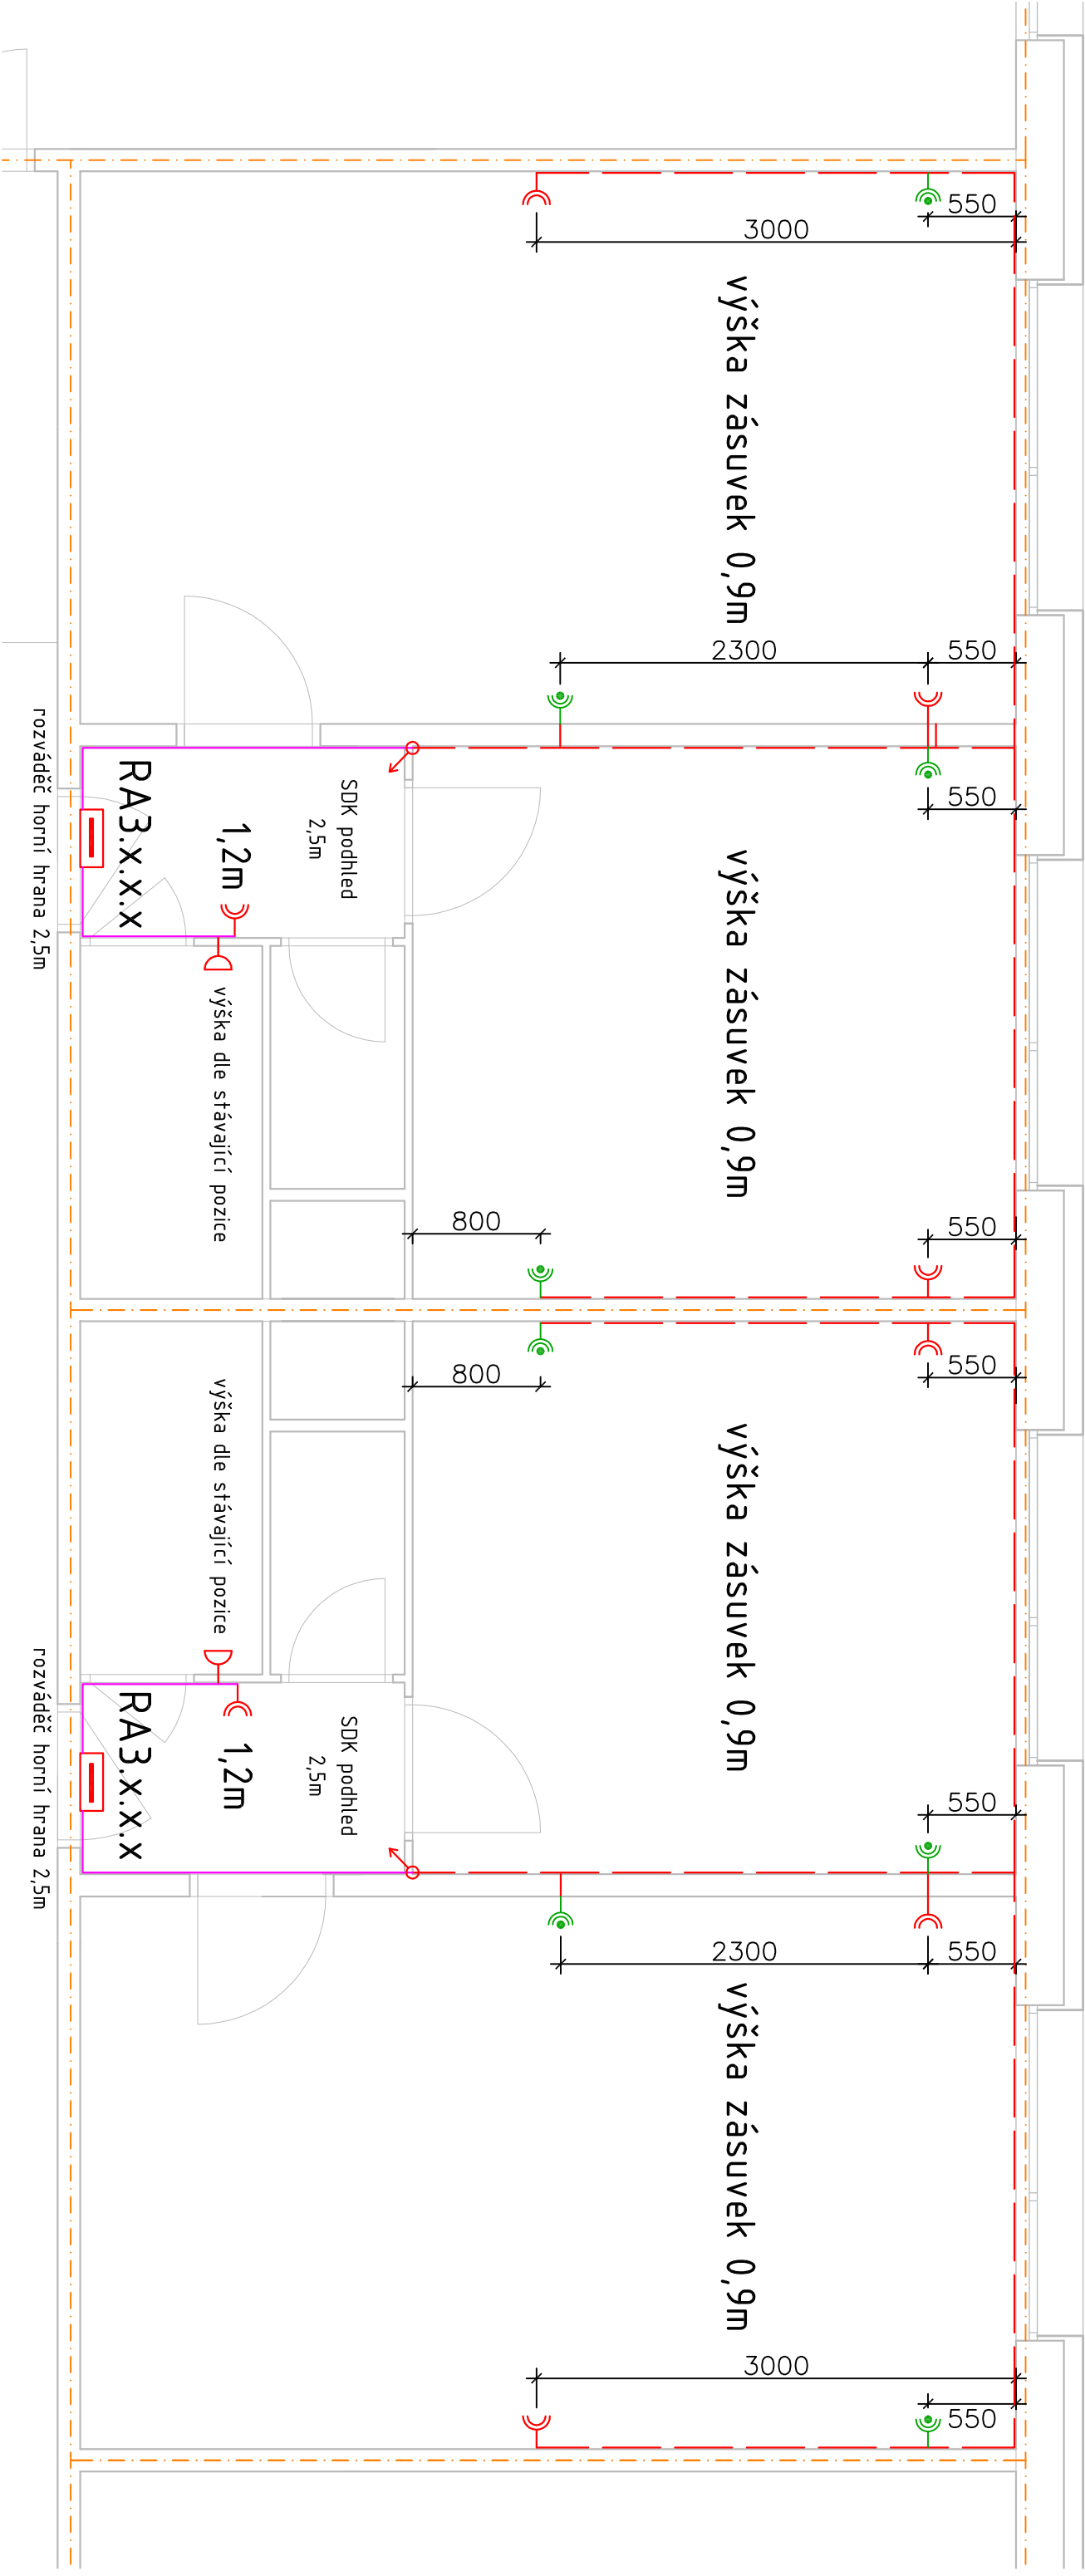 550
3000
výška zásuvek 0,9m
2300
550
550
RA3.x.x.x
1,2m
SDK podhled
2,5m
rozváděč horní hrana 2,5m
výška zásuvek 0,9m
výška dle stávající pozice
800
550
800
550
výška dle stávající pozice
výška zásuvek 0,9m
SDK podhled
2,5m
1,2m
RA3.x.x.x
rozváděč horní hrana 2,5m
550
2300
550
výška zásuvek 0,9m
3000
550